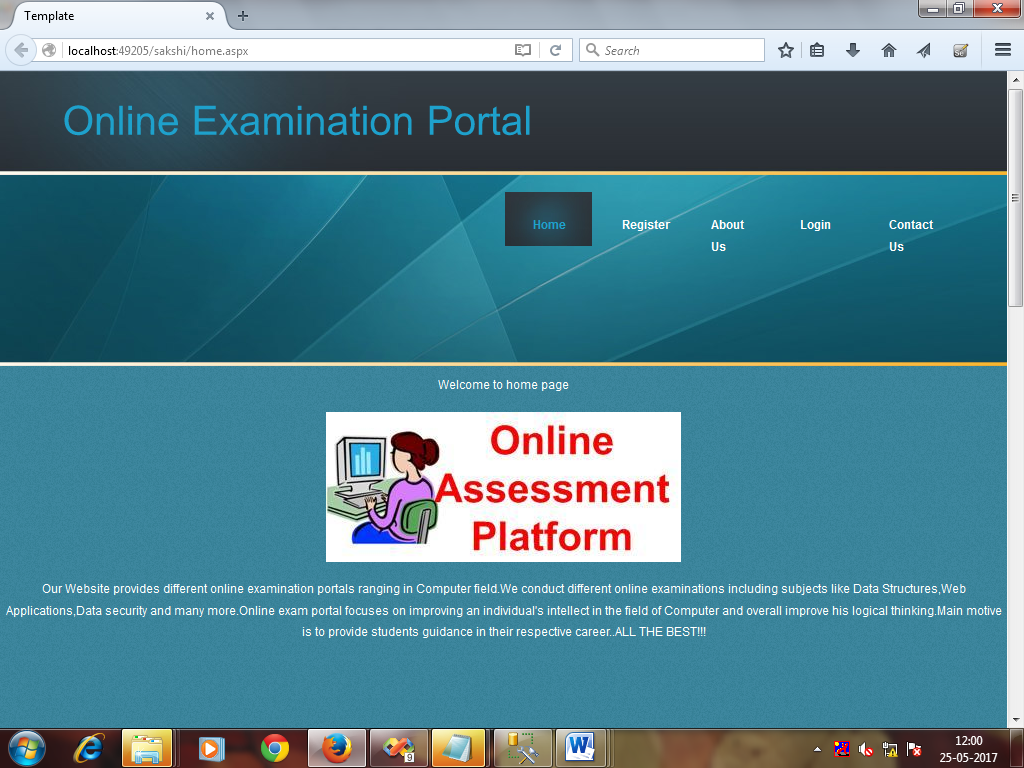 Template
localhost:49205/sakshi/home.aspx
Search
Online Examination Portal
Home Register About Us Login Contact Us
Welcome to home page
Online
Assessment
Platform
Our Website provides different online examination portals ranging in Computer field.We conduct different online examinations including subjects like Data Structures,Web
Applications,Data security and many more.Online exam portal focuses on improving an individual's intellect in the field of Computer and overall improve his logical thinking.Main motive
is to provide students guidance in their respective career..ALL THE BEST!!!
9
12:00
25-05-2017